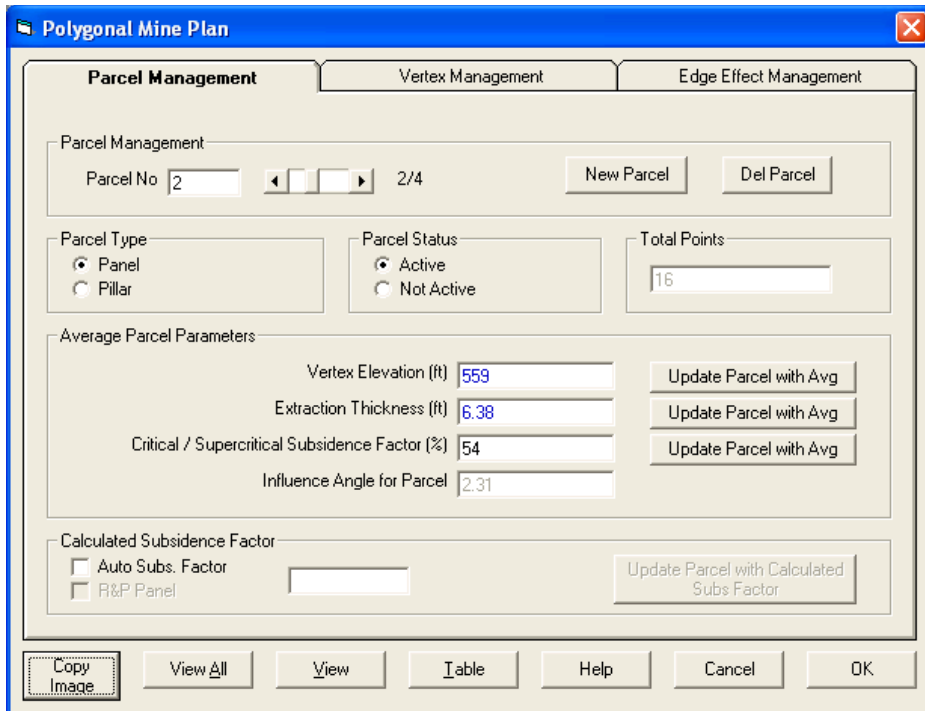 Polygonal Mine Plan
Parcel Management Vertex Management Edge Effect Management
Parcel Management
Parcel No 2 2/4 New Parcel Del Parcel
Parcel Type Parcel Status Total Points
Panel Active 16
Pillar Not Active
Average Parcel Parameters
Vertex Elevation (ft) 559 Update Parcel with Avg
Extraction Thickness (ft) 6.38 Update Parcel with Avg
Critical / Supercritical Subsidence Factor (%) 54 Update Parcel with Avg
Influence Angle for Parcel 2.31
Calculated Subsidence Factor
Auto Subs. Factor
R&P Panel
Update Parcel with Calculated
Subs Factor
Copy
Image
View All View Table Help Cancel OK